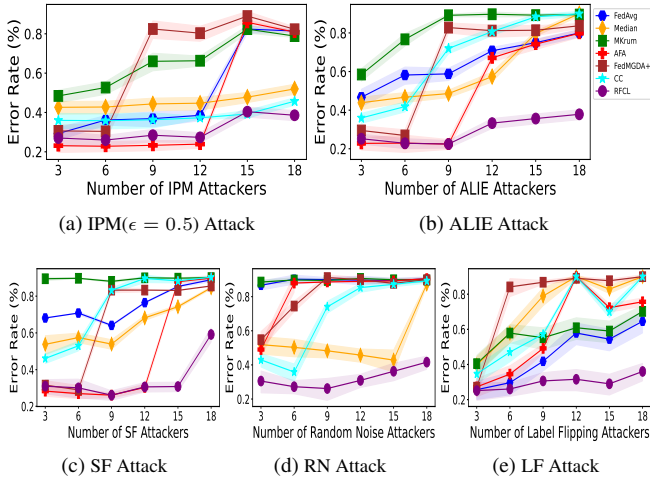 0.8
0.6
0.4
0.2
Error Rate (%)
3 6 9 12 15 18
Number of IPM Attackers
(a) IPM(ϵ = 0.5) Attack
0.8
0.6
0.4
0.2
Error Rate (%)
3 6 9 12 15 18
Number of ALIE Attackers
(b) ALIE Attack
FedAvg
Median
MKrum
AFA
FedMGDA+
CC
RFCL
0.8
0.6
0.4
0.2
Error Rate (%)
3 6 9 12 15 18
Number of SF Attackers
(c) SF Attack
0.8
0.6
0.4
0.2
Error Rate (%)
3 6 9 12 15 18
Number of Random Noise Attackers
(d) RN Attack
0.8
0.6
0.4
0.2
Error Rate (%)
3 6 9 12 15 18
Number of Label Flipping Attackers
(e) LF Attack